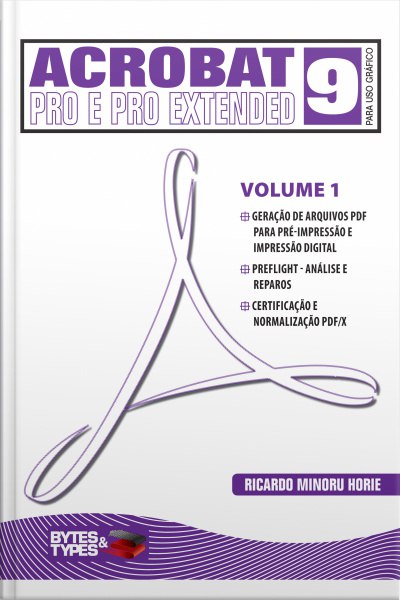 ACROBAT 9
PRO E PRO EXTENDED
PARA USO GRÁFICO
VOLUME 1
GERAÇÃO DE ARQUIVOS PDF
PARA PRÉ-IMPRESSÃO E
IMPRESSÃO DIGITAL
PREFLIGHT - ANÁLISE E
REPAROS
CERTIFICAÇÃO E
NORMALIZAÇÃO PDF/X
RICARDO MINORU HORIE
BYTES &
TYPES